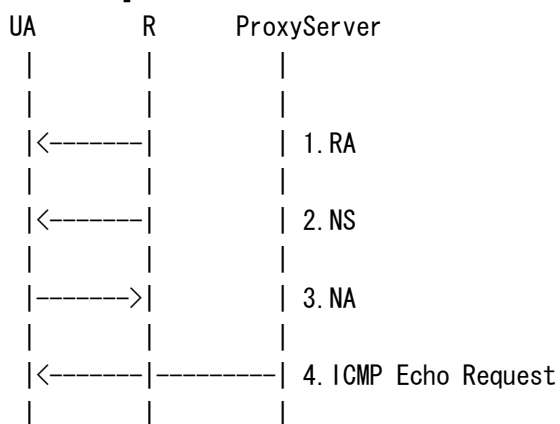 UA R ProxyServer
| | |
| | |
|<-------| | 1.RA
| | |
|<-------| | 2.NS
| | |
|------->| | 3.NA
| | |
|<-------|---------| 4.ICMP Echo Request
| | |